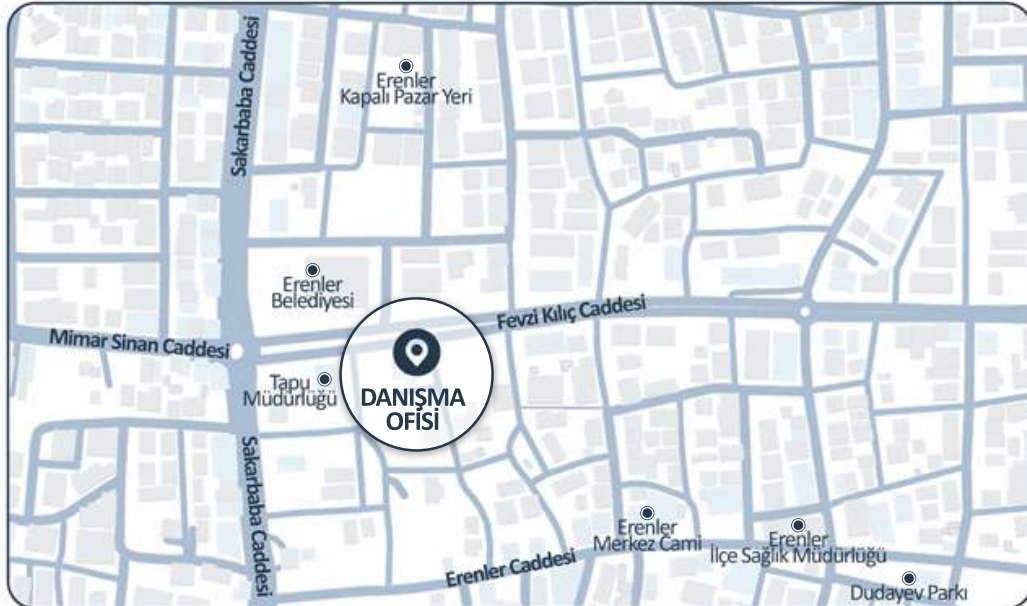 Sakarbaba Caddesi
Erenler
Kapalı Pazar Yeri
Erenler
Belediyesi
Fevzi Kılıç Caddesi
Mimar Sinan Caddesi
Tapu
Müdürlüğü
DANIŞMA
OFİSİ
Sakarbaba Caddesi
Erenler
Merkez Cami
Erenler
İlçe Sağlık Müdürlüğü
Erenler Caddesi
Dudayev Parkı